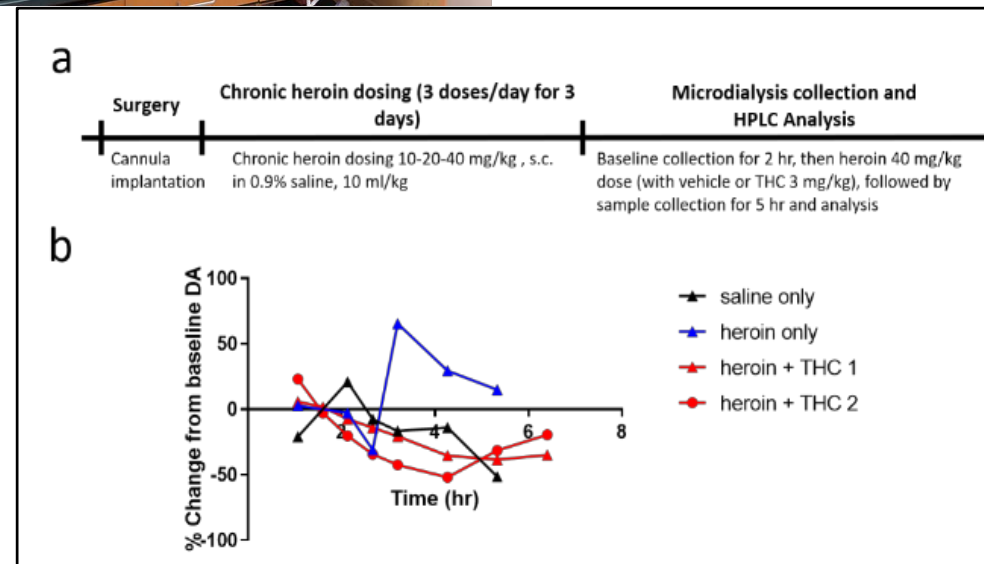 a
Surgery
Chronic heroin dosing (3 doses/day for 3
days)
Microdialysis collection and
HPLC Analysis
Cannula
implantation
Chronic heroin dosing 10-20-40 mg/kg , s.c.
in 0.9% saline, 10 ml/kg
Baseline collection for 2 hr, then heroin 40 mg/kg
dose (with vehicle or THC 3 mg/kg), followed by
sample collection for 5 hr and analysis
b
% Change from baseline DA
100
50
0
-50
-100
2
4
6
8
Time (hr)
saline only
heroin only
heroin + THC 1
heroin + THC 2